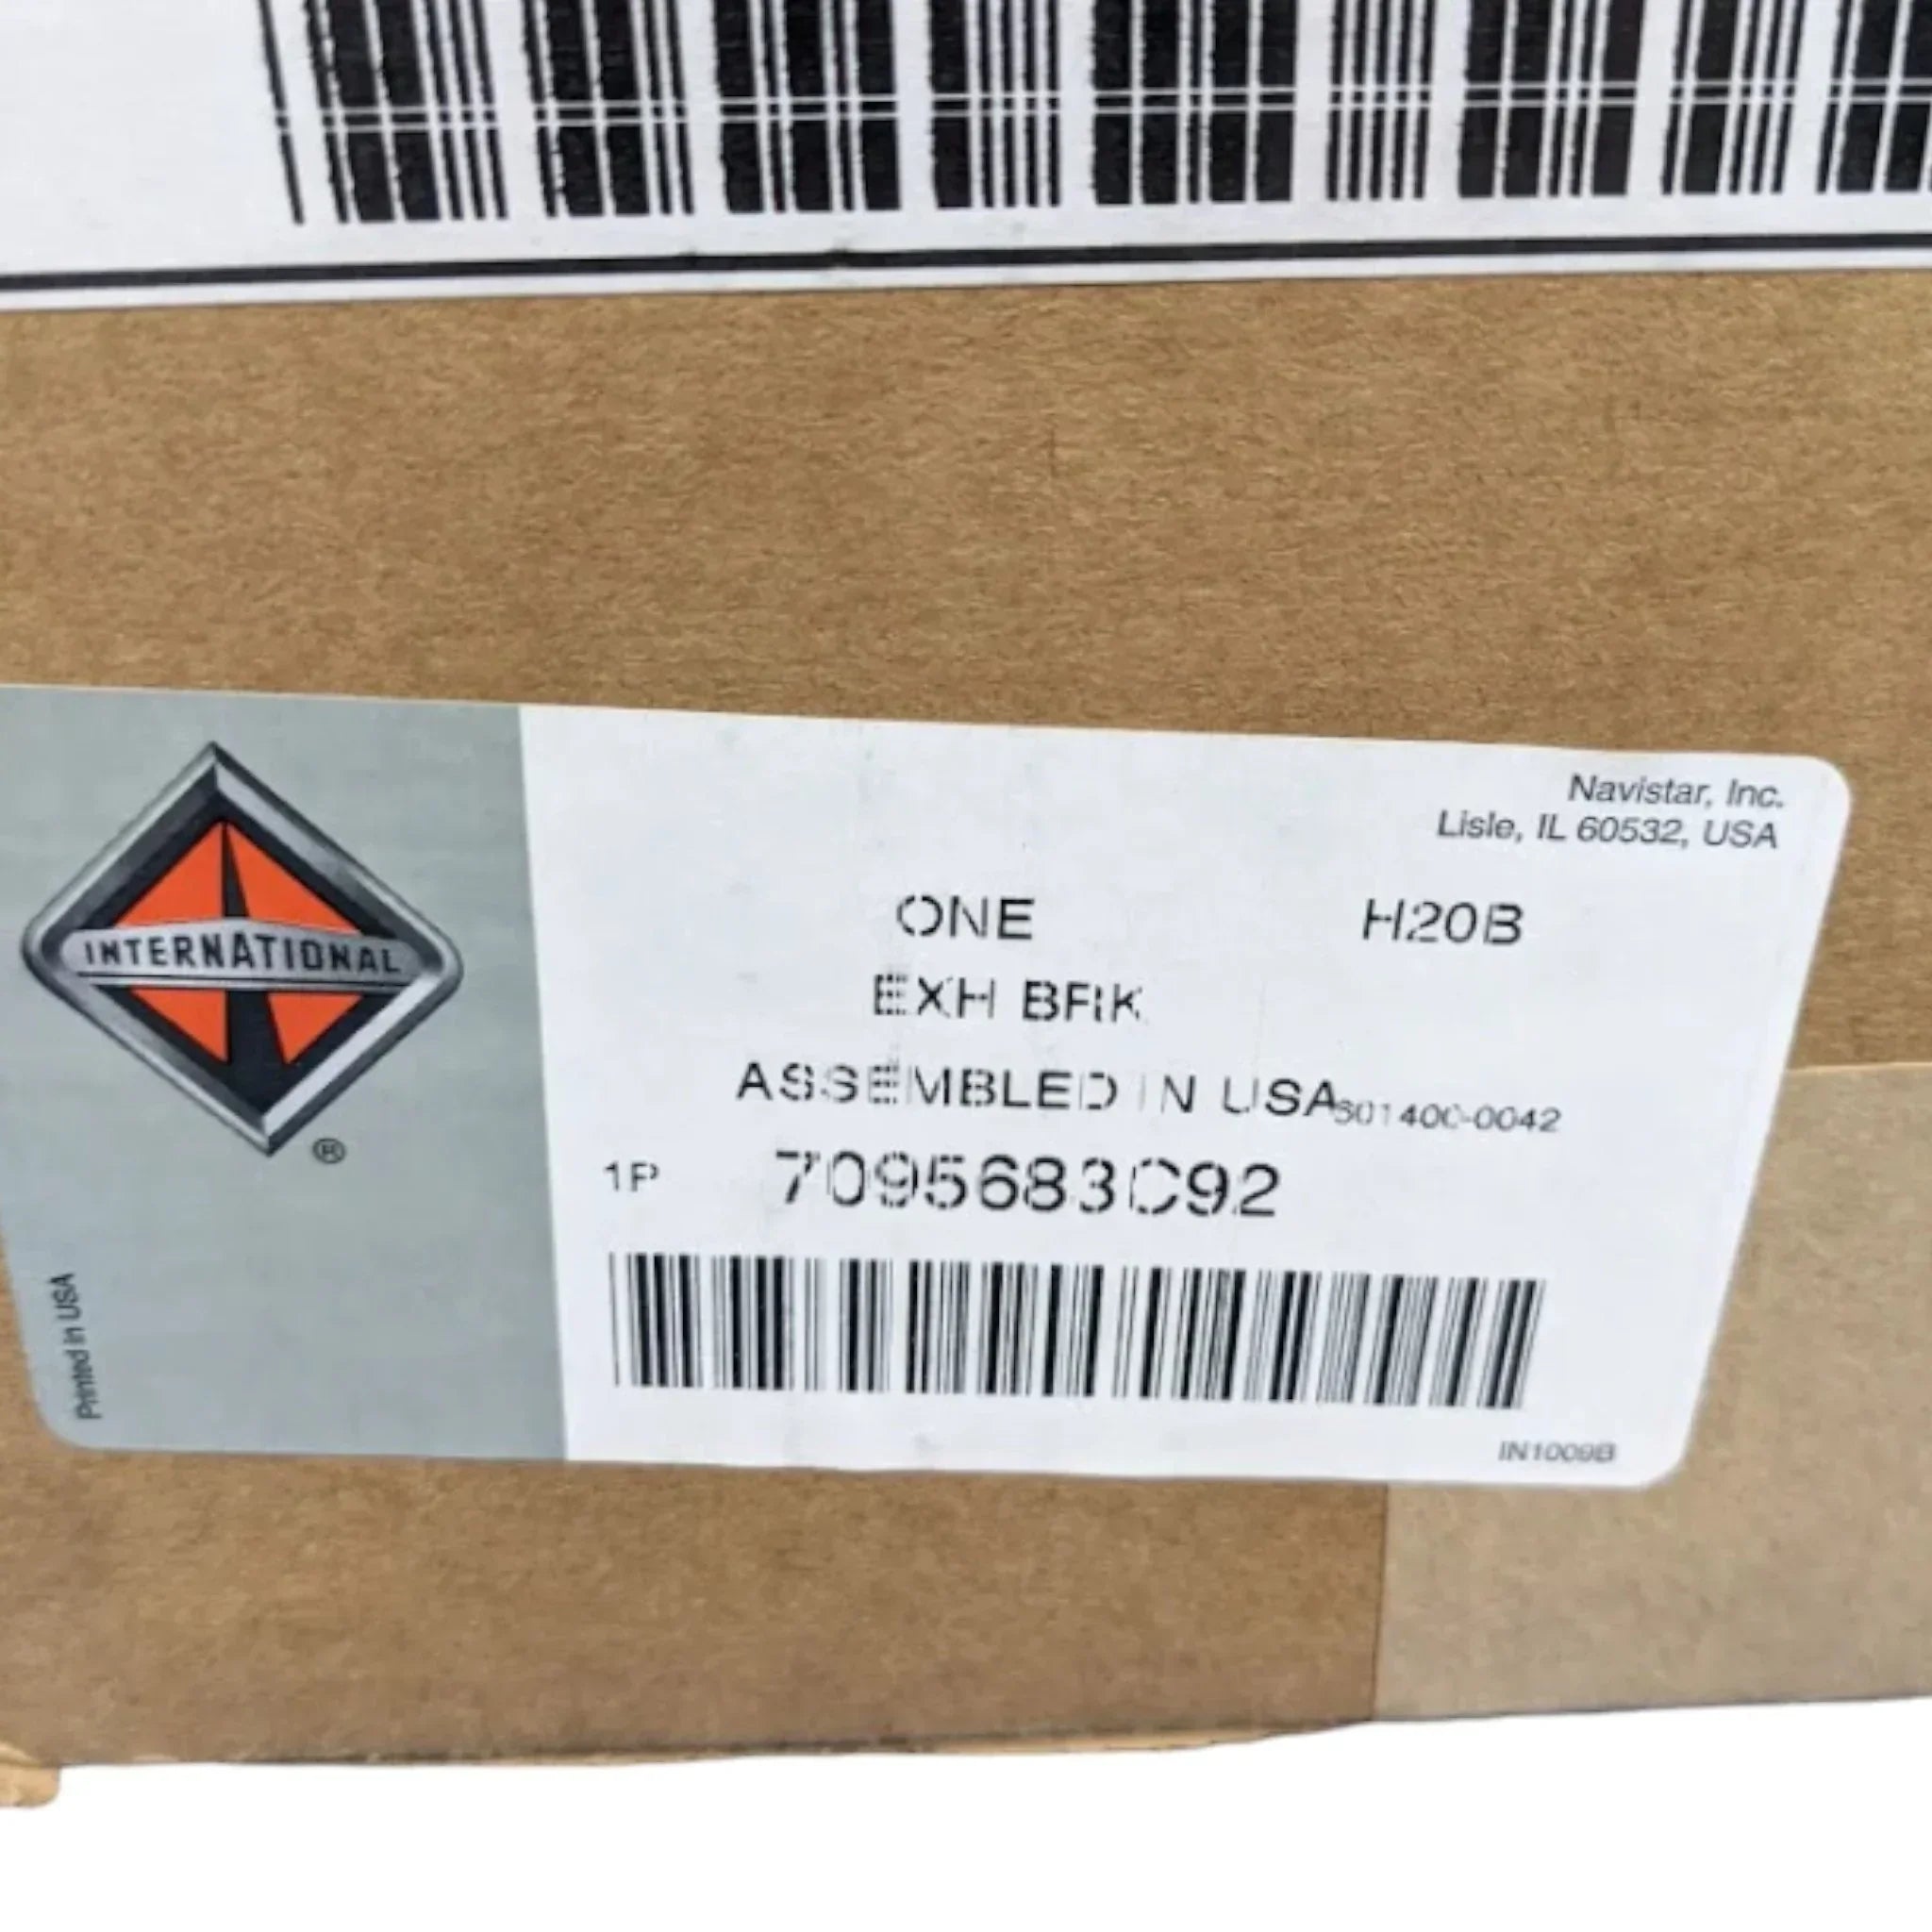 Navistar, Inc.
Lisle, IL 60532, USA
INTERNATIONAL
®
ONE H20B
EXH BRK
ASSEMBLED IN USA 601400-0042
1P 7095683C92
IN1009B
Printed in USA